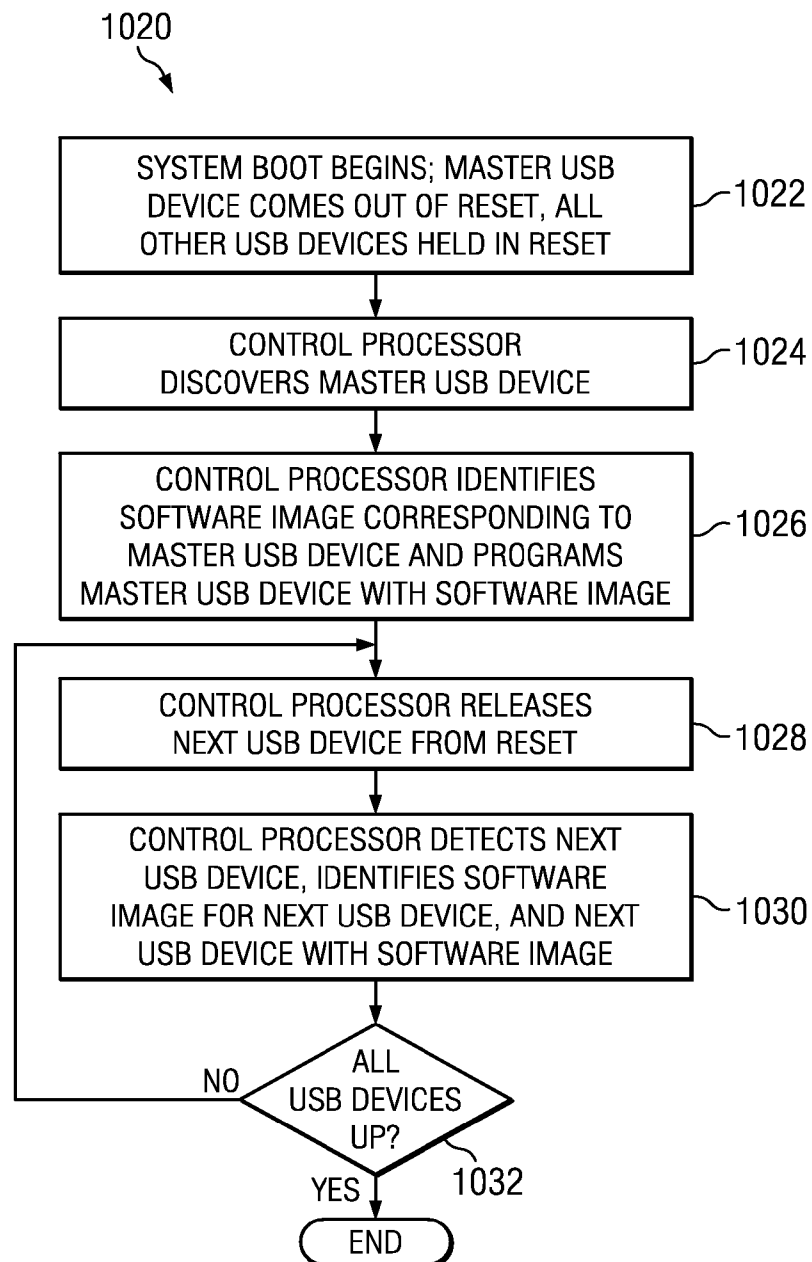 1020
SYSTEM BOOT BEGINS; MASTER USB
DEVICE COMES OUT OF RESET, ALL
OTHER USB DEVICES HELD IN RESET
1022
CONTROL PROCESSOR
DISCOVERS MASTER USB DEVICE
1024
CONTROL PROCESSOR IDENTIFIES
SOFTWARE IMAGE CORRESPONDING TO
MASTER USB DEVICE AND PROGRAMS
MASTER USB DEVICE WITH SOFTWARE IMAGE
1026
CONTROL PROCESSOR RELEASES
NEXT USB DEVICE FROM RESET
1028
CONTROL PROCESSOR DETECTS NEXT
USB DEVICE, IDENTIFIES SOFTWARE
IMAGE FOR NEXT USB DEVICE, AND NEXT
USB DEVICE WITH SOFTWARE IMAGE
1030
NO
ALL
USB DEVICES
UP?
1032
YES
END